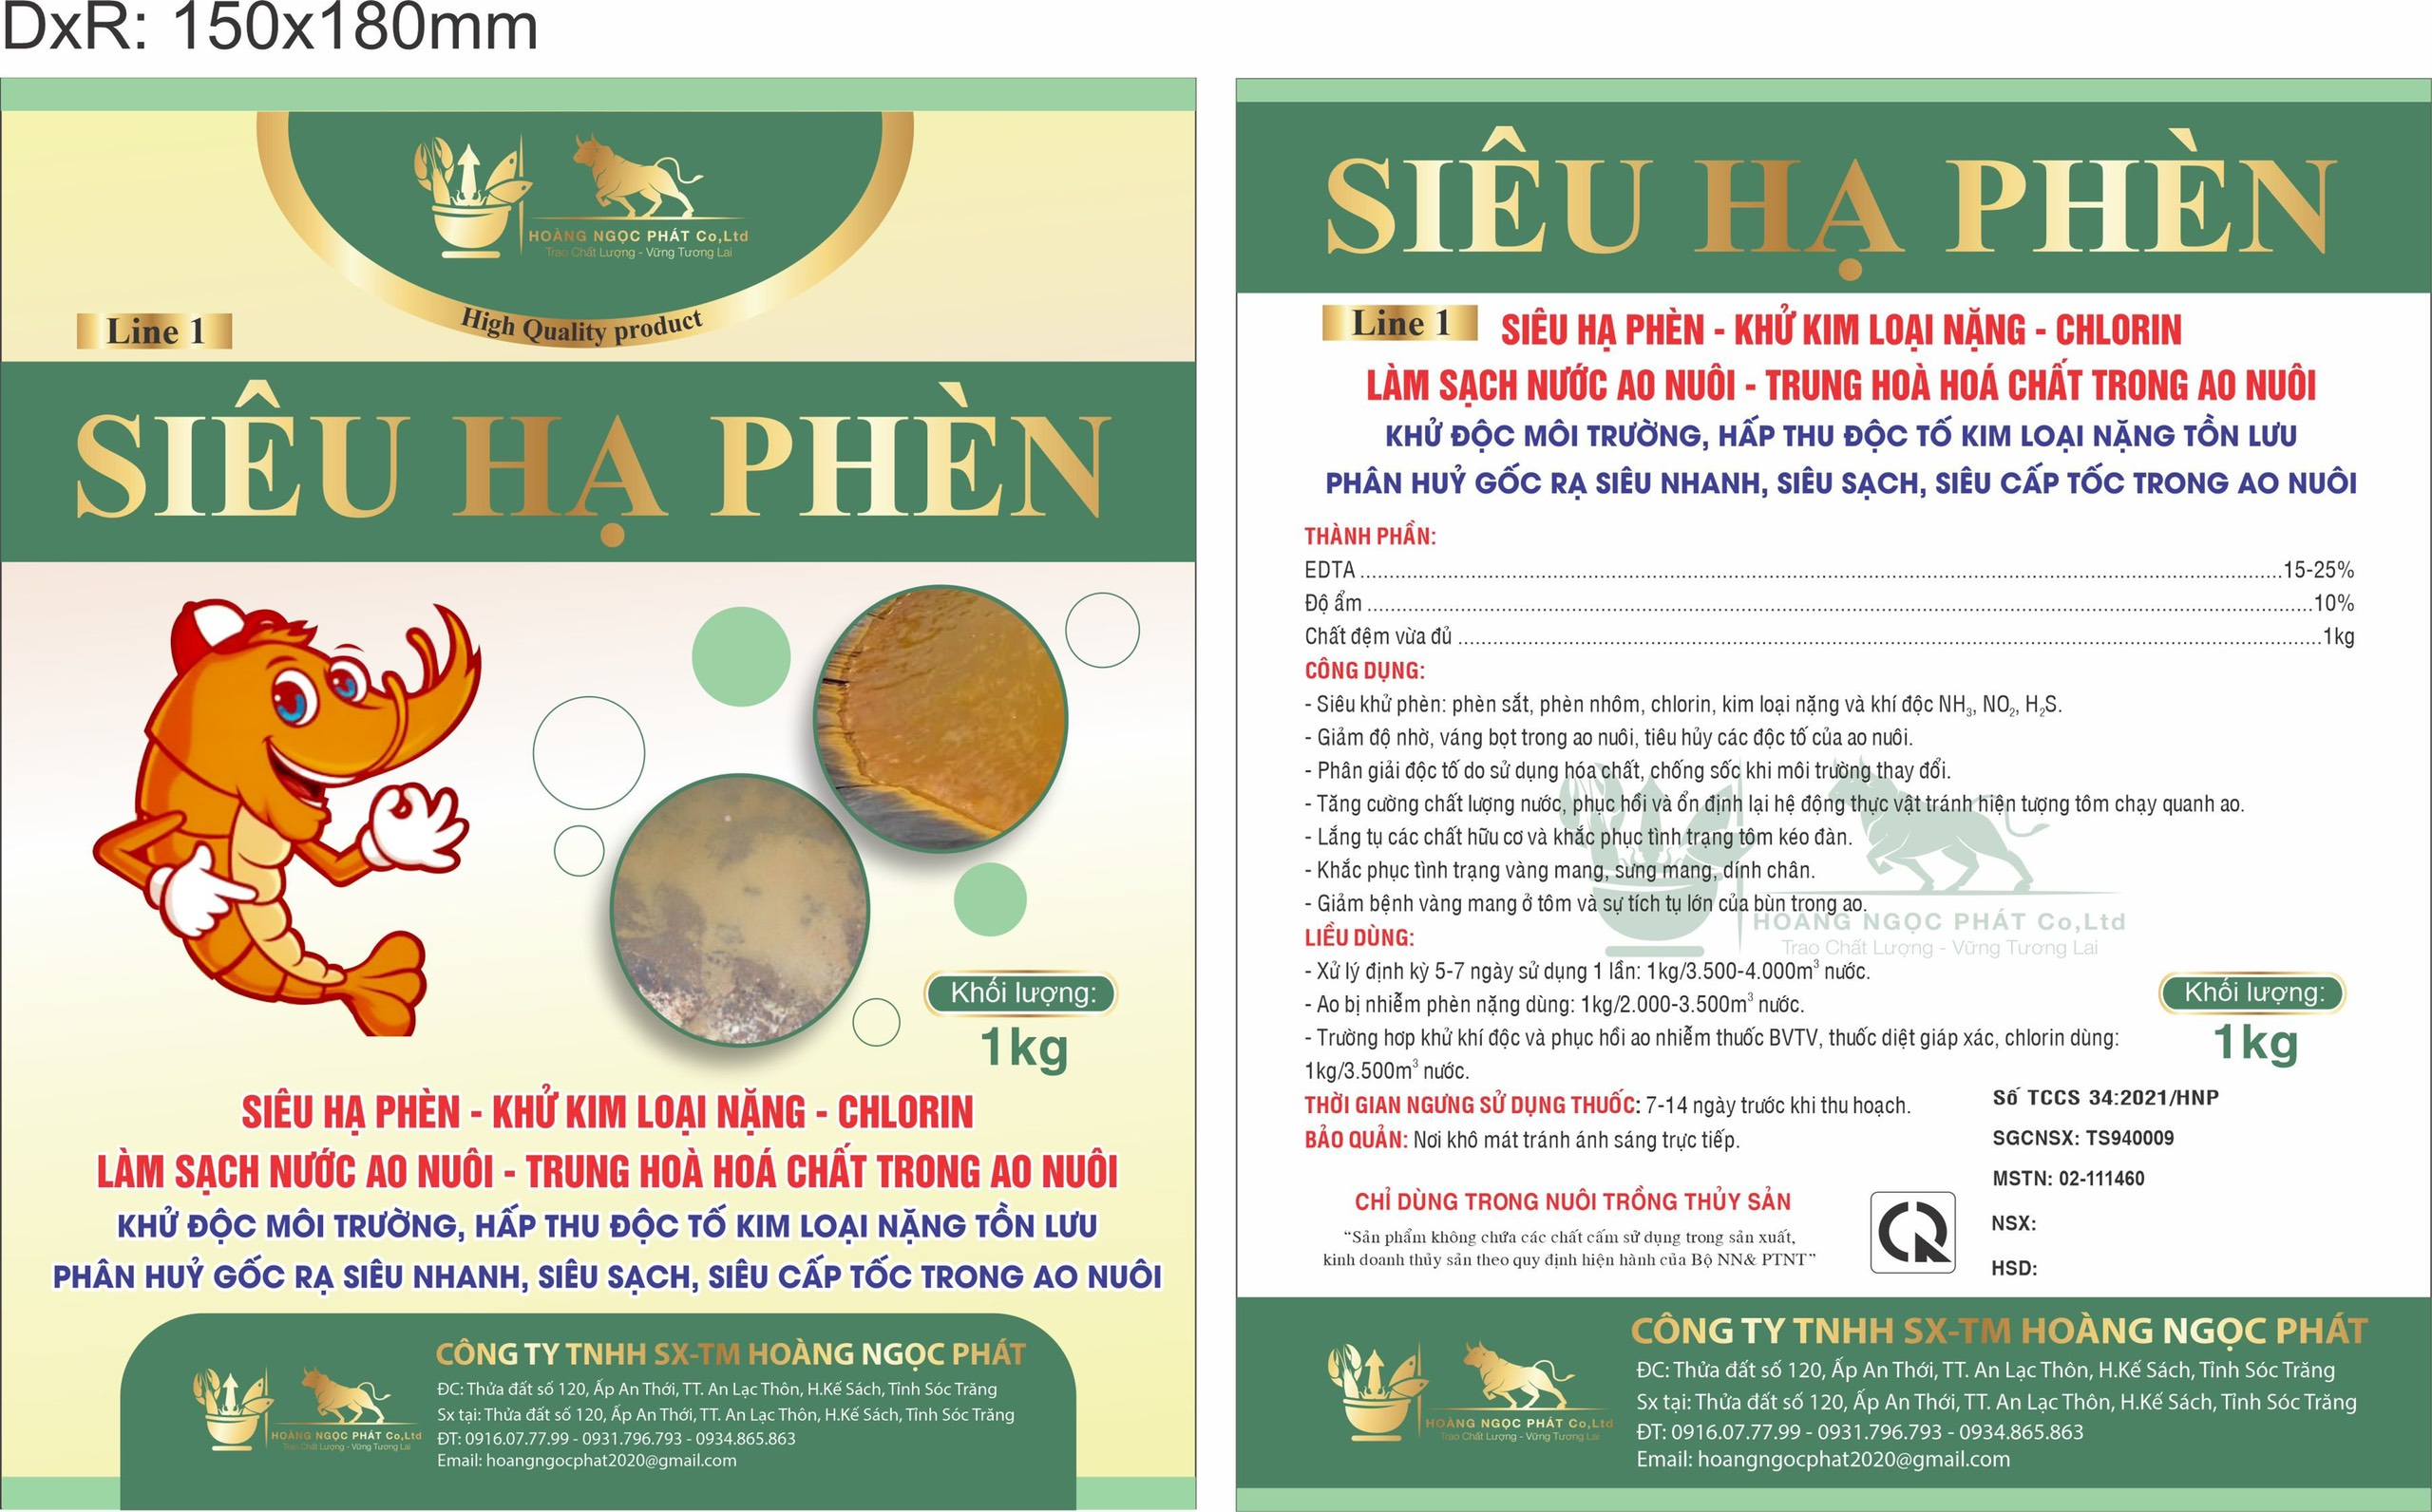 DxR: 150x180mm
HOÀNG NGỌC PHÁT Co,Ltd
Trao Chất Lượng - Vững Tương Lai
High Quality product
Line 1
SIÊU HẠ PHÈN
Khối lượng:
1kg
SIÊU HẠ PHÈN - KHỬ KIM LOẠI NẶNG - CHLORIN
LÀM SẠCH NƯỚC AO NUÔI - TRUNG HOÀ HOÁ CHẤT TRONG AO NUÔI
KHỬ ĐỘC MÔI TRƯỜNG, HẤP THU ĐỘC TỐ KIM LOẠI NẶNG TỒN LƯU
PHÂN HUỶ GỐC RẠ SIÊU NHANH, SIÊU SẠCH, SIÊU CẤP TỐC TRONG AO NUÔI
HOÀNG NGỌC PHÁT Co,Ltd
Trao Chất Lượng - Vững Tương Lai
CÔNG TY TNHH SX-TM HOÀNG NGỌC PHÁT
ĐC: Thửa đất số 120, Ấp An Thới, TT. An Lạc Thôn, H.Kế Sách, Tỉnh Sóc Trăng
Sx tại: Thửa đất số 120, Ấp An Thới, TT. An Lạc Thôn, H.Kế Sách, Tỉnh Sóc Trăng
ĐT: 0916.07.77.99 - 0931.796.793 - 0934.865.863
Email: hoangngocphat2020@gmail.com
SIÊU HẠ PHÈN
Line 1
SIÊU HẠ PHÈN - KHỬ KIM LOẠI NẶNG - CHLORIN
LÀM SẠCH NƯỚC AO NUÔI - TRUNG HOÀ HOÁ CHẤT TRONG AO NUÔI
KHỬ ĐỘC MÔI TRƯỜNG, HẤP THU ĐỘC TỐ KIM LOẠI NẶNG TỒN LƯU
PHÂN HUỶ GỐC RẠ SIÊU NHANH, SIÊU SẠCH, SIÊU CẤP TỐC TRONG AO NUÔI
THÀNH PHẦN:
EDTA ........ 15-25%
Độ ẩm ........ 10%
Chất đệm vừa đủ ........ 1kg
CÔNG DỤNG:
- Siêu khử phèn: phèn sắt, phèn nhôm, chlorin, kim loại nặng và khí độc NH₃, NO₂, H₂S.
- Giảm độ nhờ, váng bọt trong ao nuôi, tiêu hủy các độc tố của ao nuôi.
- Phân giải độc tố do sử dụng hóa chất, chống sốc khi môi trường thay đổi.
- Tăng cường chất lượng nước, phục hồi và ổn định lại hệ động thực vật tránh hiện tượng tôm chạy quanh ao.
- Lắng tụ các chất hữu cơ và khắc phục tình trạng tôm kéo đàn.
- Khắc phục tình trạng vàng mang, sưng mang, dính chân.
- Giảm bệnh vàng mang ở tôm và sự tích tụ lớn của bùn trong ao.
HOÀNG NGỌC PHÁT Co,Ltd
Trao Chất Lượng - Vững Tương Lai
LIỀU DÙNG:
- Xử lý định kỳ 5-7 ngày sử dụng 1 lần: 1kg/3.500-4.000m³ nước.
- Ao bị nhiễm phèn nặng dùng: 1kg/2.000-3.500m³ nước.
- Trường hợp khử khí độc và phục hồi ao nhiễm thuốc BVTV, thuốc diệt giáp xác, chlorin dùng:
1kg/3.500m³ nước.
Khối lượng:
1kg
THỜI GIAN NGƯNG SỬ DỤNG THUỐC: 7-14 ngày trước khi thu hoạch.
BẢO QUẢN: Nơi khô mát tránh ánh sáng trực tiếp.
Số TCCS 34:2021/HNP
SGCNSX: TS940009
MSTN: 02-111460
NSX:
HSD:
CHỈ DÙNG TRONG NUÔI TRỒNG THỦY SẢN
“Sản phẩm không chứa các chất cấm sử dụng trong sản xuất,
kinh doanh thủy sản theo quy định hiện hành của Bộ NN& PTNT”
HOÀNG NGỌC PHÁT Co,Ltd
Trao Chất Lượng - Vững Tương Lai
CÔNG TY TNHH SX-TM HOÀNG NGỌC PHÁT
ĐC: Thửa đất số 120, Ấp An Thới, TT. An Lạc Thôn, H.Kế Sách, Tỉnh Sóc Trăng
Sx tại: Thửa đất số 120, Ấp An Thới, TT. An Lạc Thôn, H.Kế Sách, Tỉnh Sóc Trăng
ĐT: 0916.07.77.99 - 0931.796.793 - 0934.865.863
Email: hoangngocphat2020@gmail.com